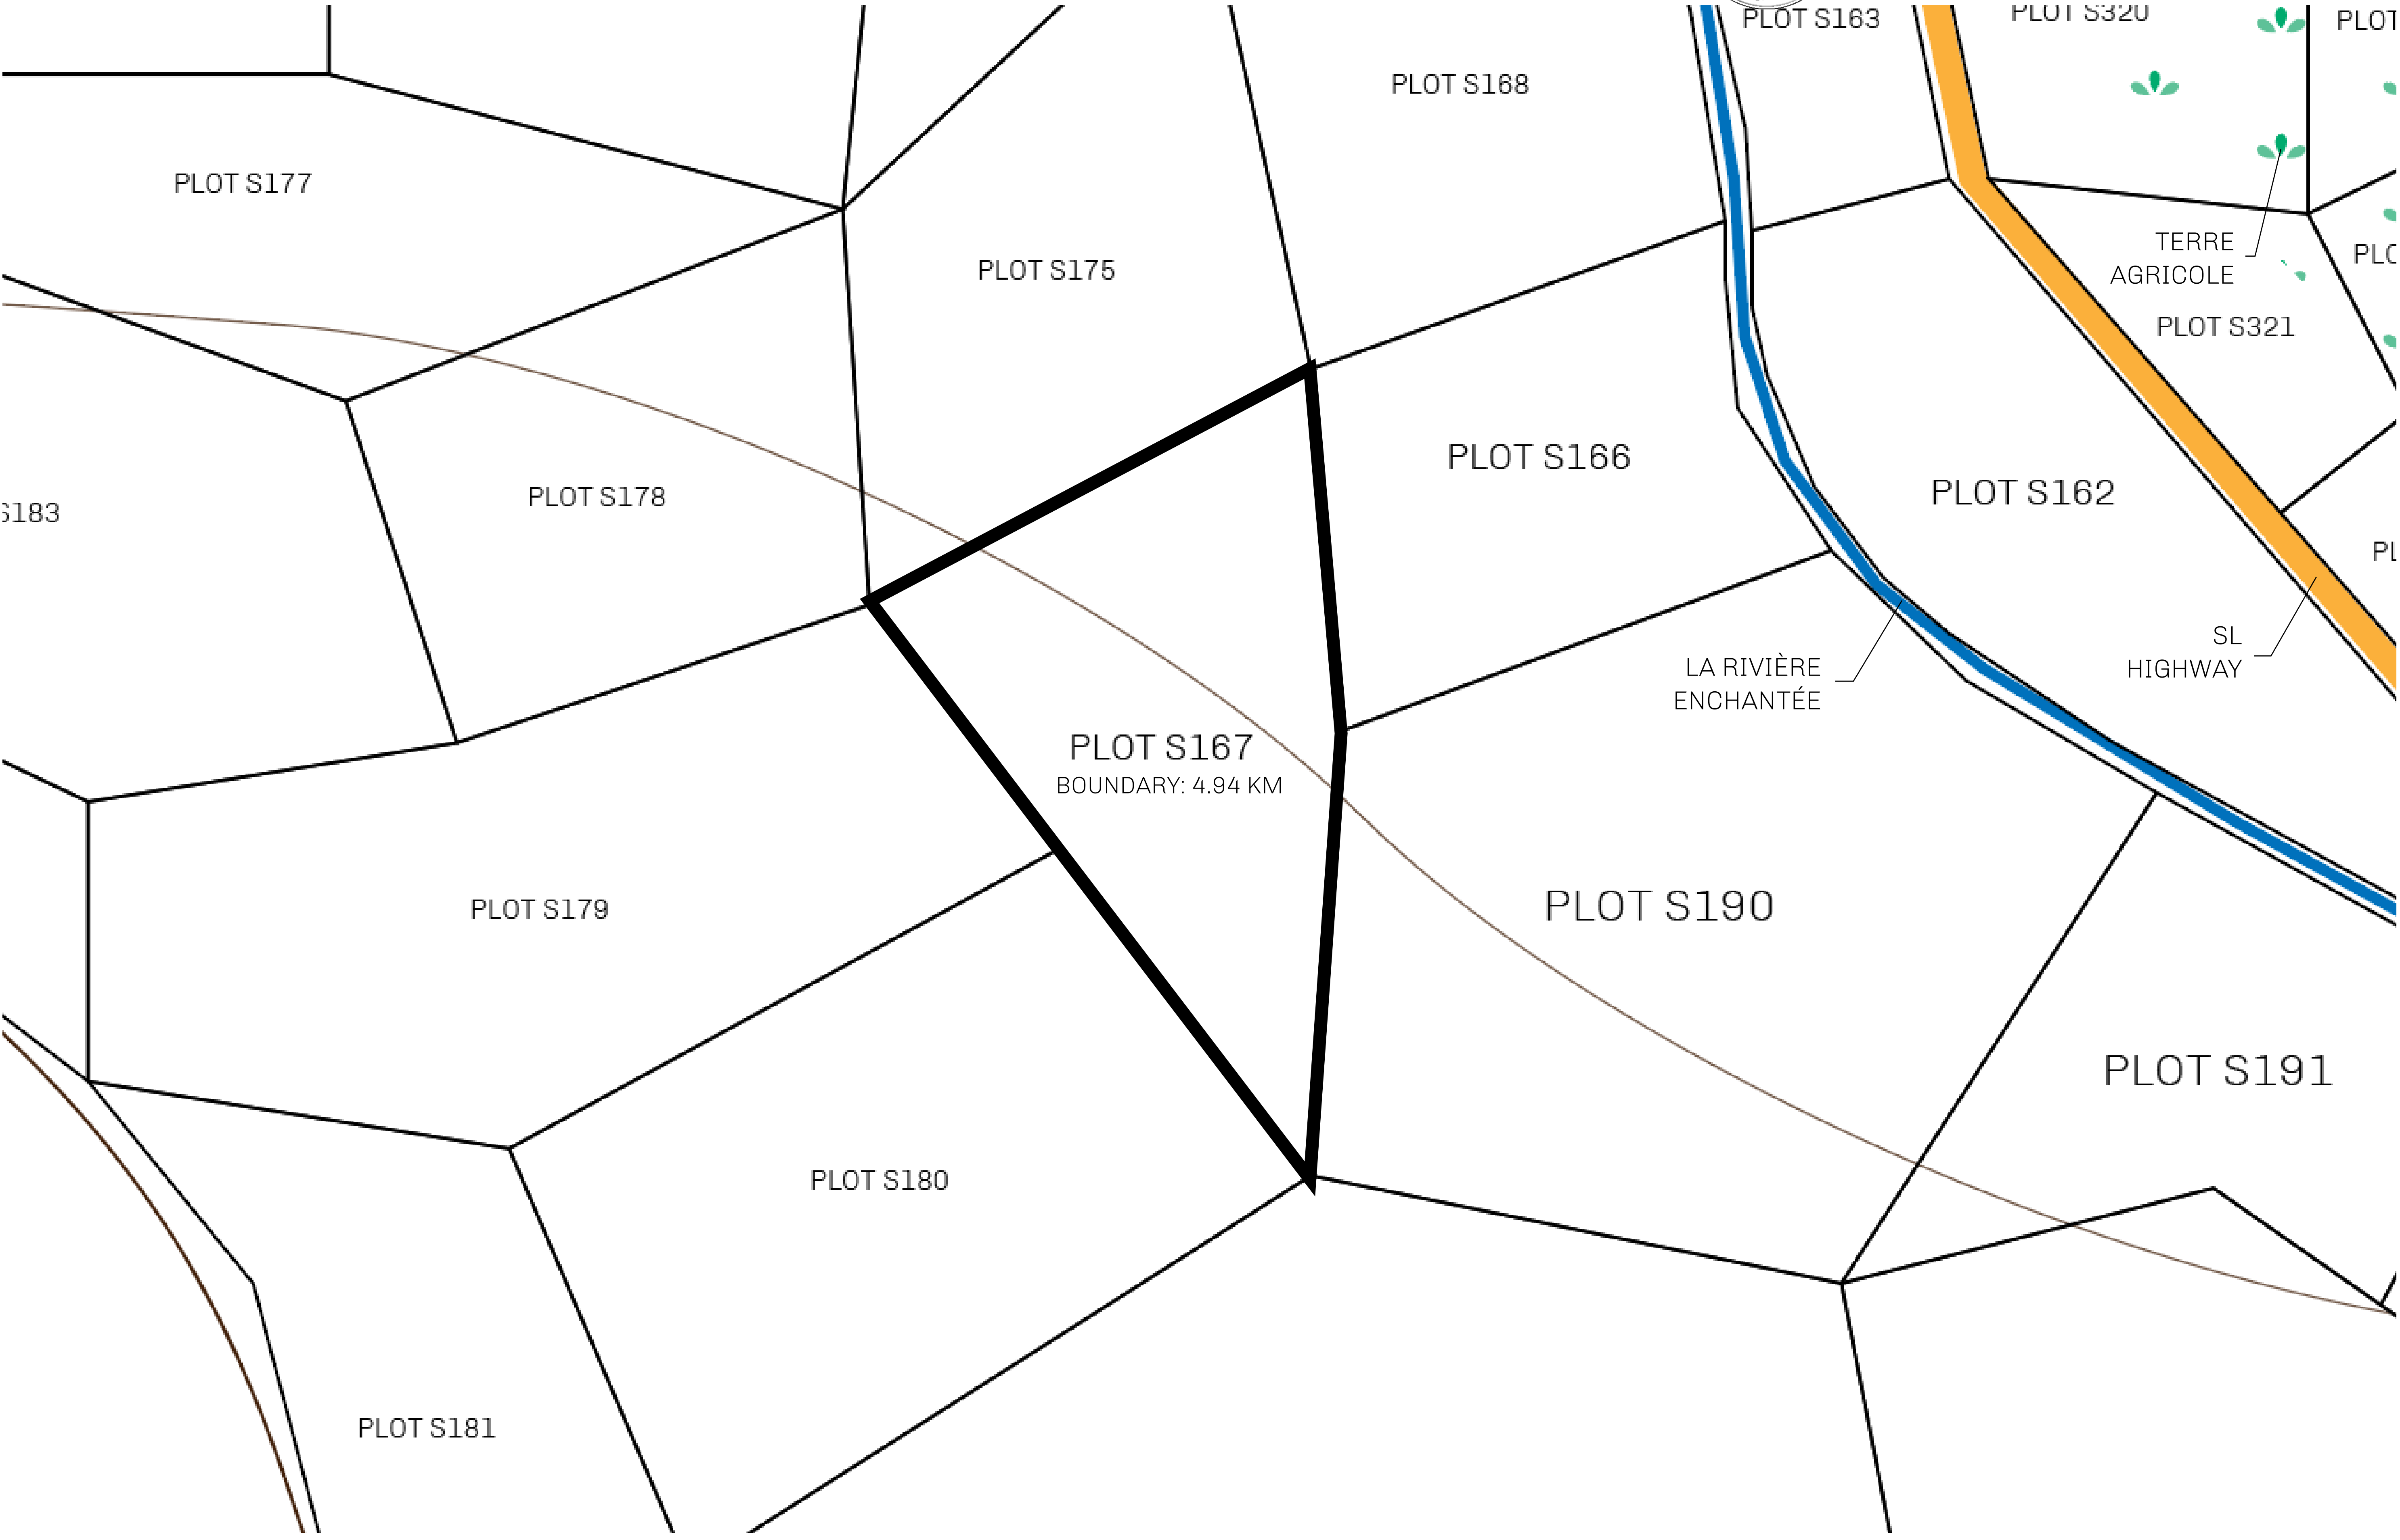 PLOT S163
PLOT S320
PLOT
PLOT S168
PLOT S177
PLOT S175
TERRE
AGRICOLE
PLOT S321
PLOT S166
PLOT S162
PLOT S178
S183
SL
HIGHWAY
LA RIVIÈRE
ENCHANTÉE
PLOT S167
BOUNDARY: 4.94 KM
PLOT S179
PLOT S190
PLOT S191
PLOT S180
PLOT S181